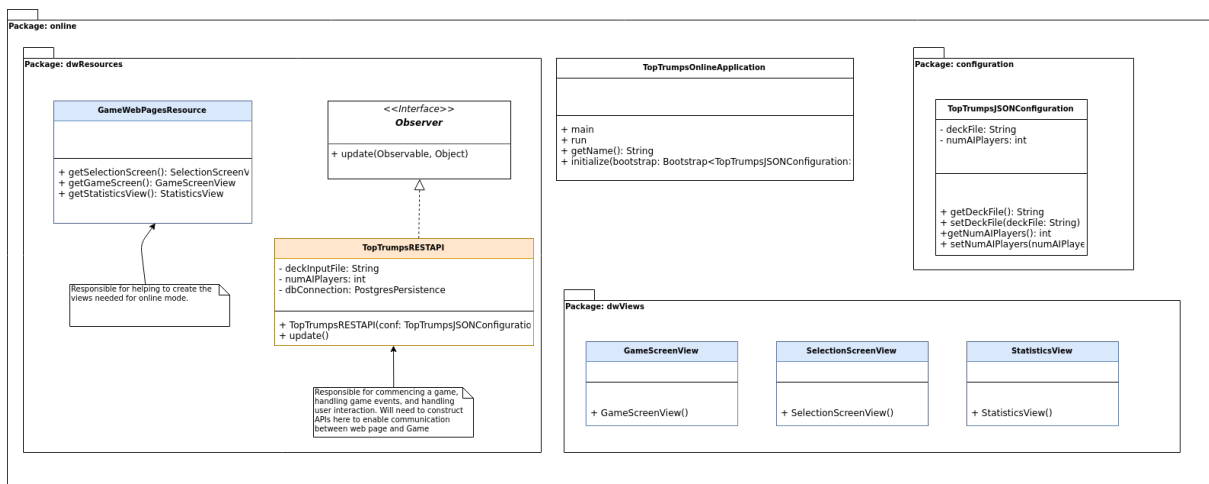 Package: online
Package: dwResources
GameWebPagesResource
+ getSelectionScreen(): SelectionScreenV
+ getGameScreen(): GameScreenView
+ getStatisticsView(): StatisticsView
Responsible for helping to create the
views needed for online mode.
<<Interface>>
Observer
+ update(Observable, Object)
TopTrumpsRESTAPI
- deckInputFile: String
- numAIPlayers: int
- dbConnection: PostgresPersistence
+ TopTrumpsRESTAPI(conf: TopTrumpsJSONConfiguratio
+ update()
Responsible for commencing a game,
handling game events, and handling
user interaction. Will need to construct
APIs here to enable communication
between web page and Game
TopTrumpsOnlineApplication
+ main
+ run
+ getName(): String
+ initialize(bootstrap: Bootstrap<TopTrumpsJSONConfiguration:
Package: configuration
TopTrumpsJSONConfiguration
- deckFile: String
- numAIPlayers: int
+ getDeckFile(): String
+ setDeckFile(deckFile: String)
+getNumAIPlayers(): int
+ setNumAIPlayers(numAIPlaye
Package: dwViews
GameScreenView
+ GameScreenView()
SelectionScreenView
+ SelectionScreenView()
StatisticsView
+ StatisticsView()